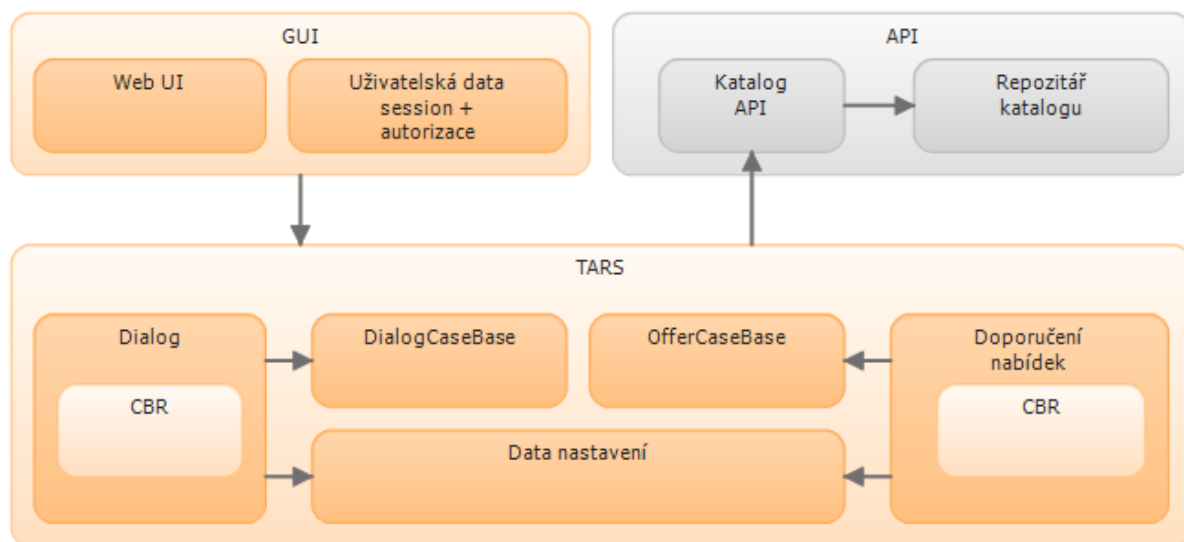 GUI
Web UI
Uživatelská data
session +
autorizace
API
Katalog
API
Repozitář
katalogu
TARS
Dialog
CBR
DialogCaseBase
OfferCaseBase
Doporučení
nabídek
CBR
Data nastavení